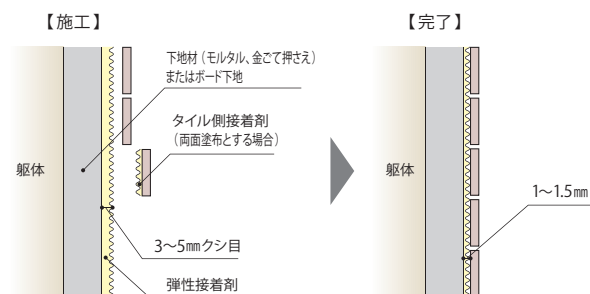 【施工】
下地材（モルタル、金ごて押さえ）
またはボード下地
タイル側接着剤
（両面塗布とする場合）
躯体
3〜5㎜クシ目
弾性接着剤
【完了】
躯体
1〜1.5㎜